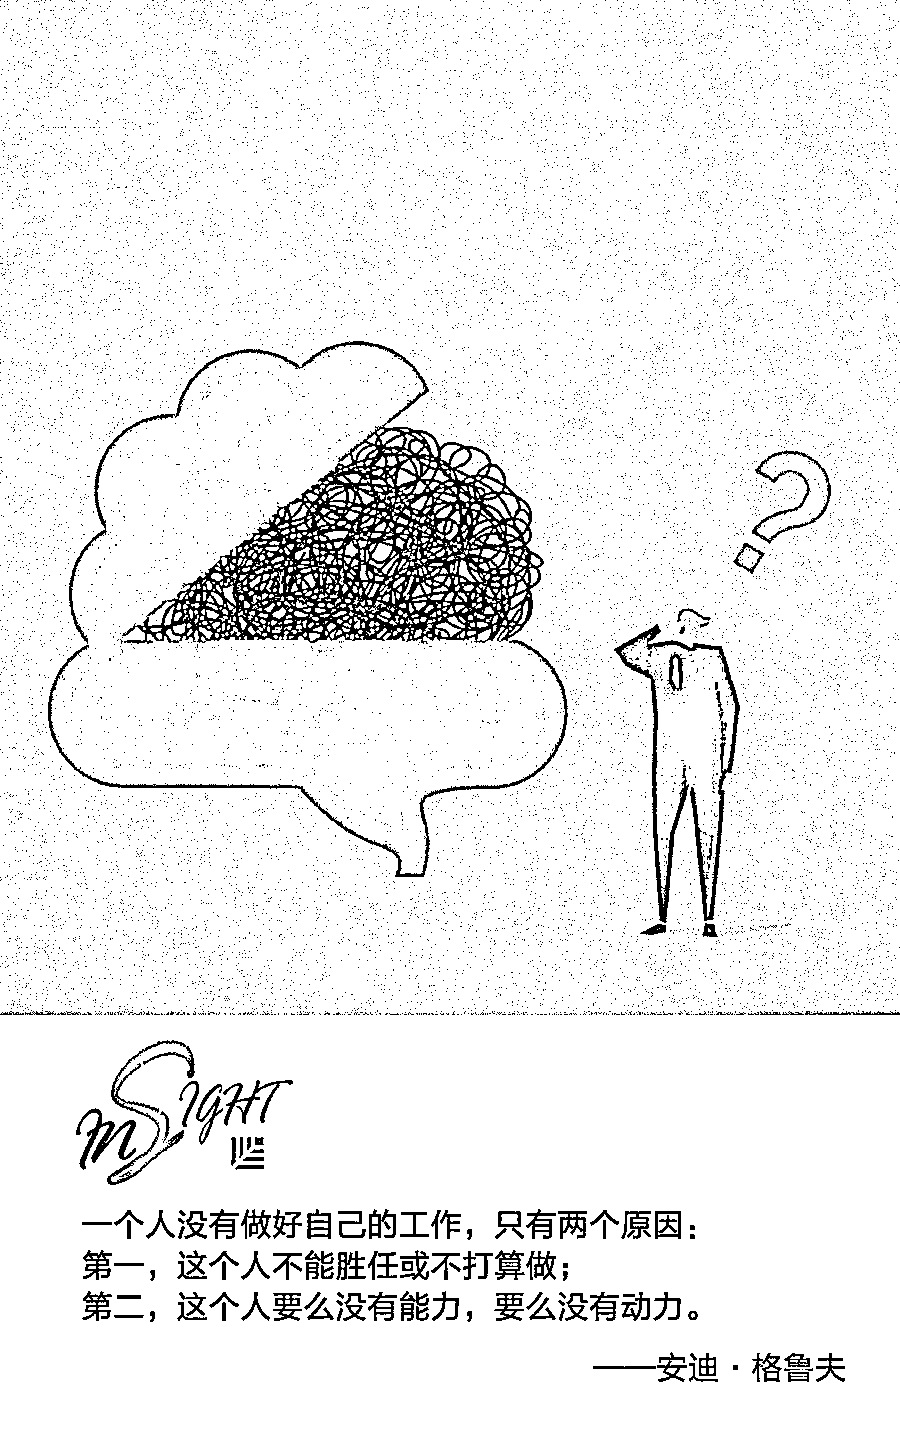 InSIGHT
一个人没有做好自己的工作，只有两个原因：
第一，这个人不能胜任或不打算做；
第二，这个人要么没有能力，要么没有动力。
——安迪·格鲁夫